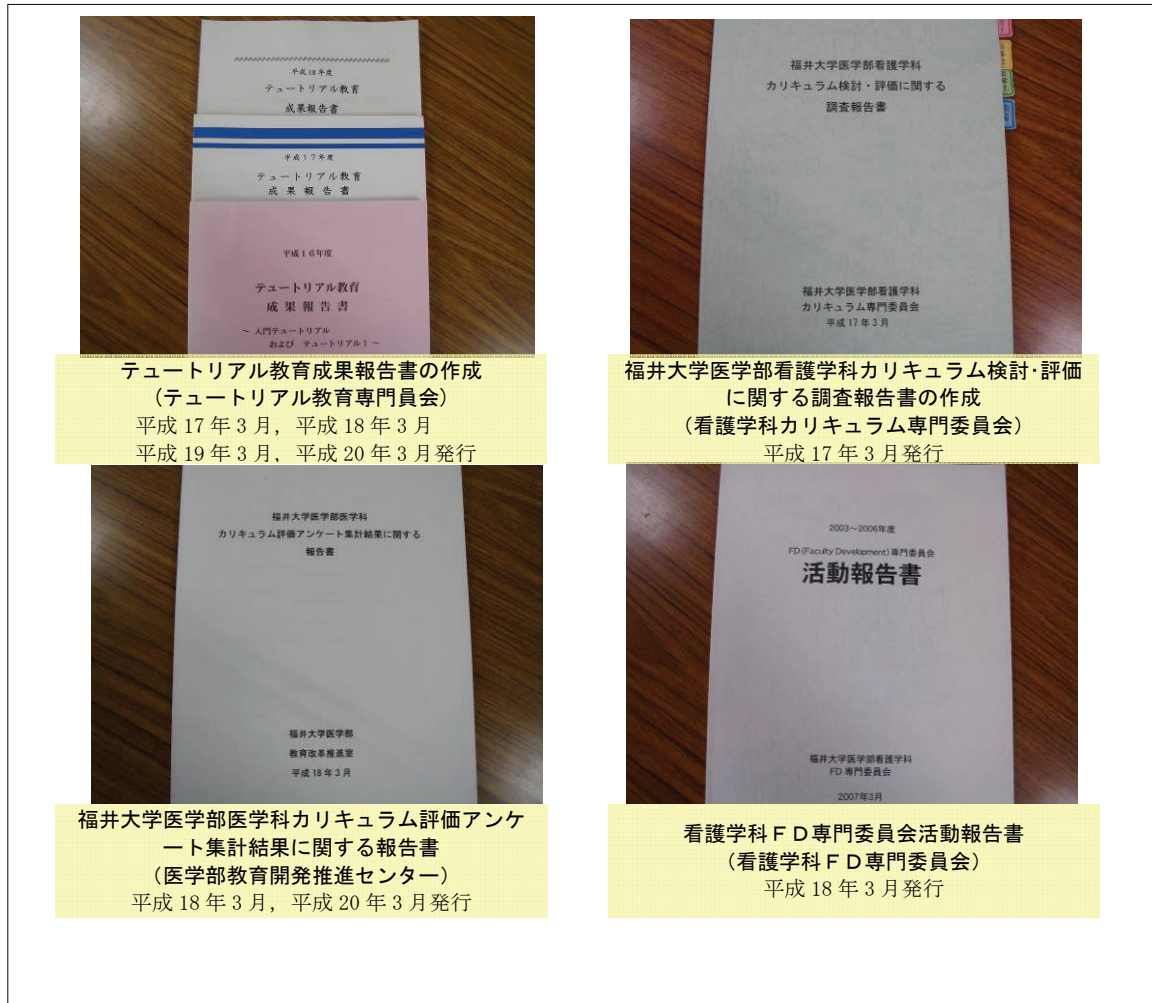 平成18年度
テュートリアル教育
成果報告書
平成17年度
テュートリアル教育
成果報告書
平成16年度
テュートリアル教育
成果報告書
～ 入門テュートリアル
および テュートリアルⅠ ～
テュートリアル教育成果報告書の作成
（テュートリアル教育専門員会）
平成 17 年 3 月，平成 18 年 3 月
平成 19 年 3 月，平成 20 年 3 月発行
福井大学医学部看護学科
カリキュラム検討・評価に関する
調査報告書
福井大学医学部看護学科
カリキュラム専門委員会
平成 17 年 3 月
福井大学医学部看護学科カリキュラム検討・評価
に関する調査報告書の作成
（看護学科カリキュラム専門委員会）
平成 17 年 3 月発行
福井大学医学部医学科
カリキュラム評価アンケート集計結果に関する
報告書
福井大学医学部
教育改革推進室
平成 18 年 3 月
福井大学医学部医学科カリキュラム評価アンケ
ート集計結果に関する報告書
（医学部教育開発推進センター）
平成 18 年 3 月，平成 20 年 3 月発行
2003～2006年度
FD(Faculty Development)専門委員会
活動報告書
福井大学医学部看護学科
FD 専門委員会
2007年3月
看護学科ＦＤ専門委員会活動報告書
（看護学科ＦＤ専門委員会）
平成 18 年 3 月発行